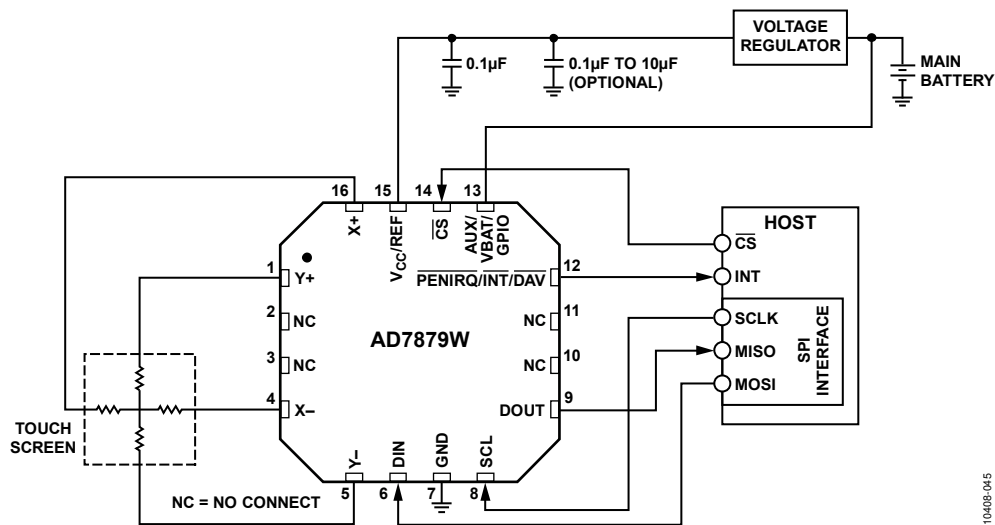 VOLTAGE
REGULATOR
0.1µF
0.1µF TO 10µF
(OPTIONAL)
MAIN
BATTERY
16
15
14
13
X+
VCC/REF
CS
AUX/
VBAT/
GPIO
HOST
CS
INT
SCLK
MISO
MOSI
SPI
INTERFACE
1
Y+
2
NC
3
NC
4
X–
PENIRQ/INT/DAV
12
NC
11
NC
10
DOUT
9
AD7879W
TOUCH
SCREEN
Y–
DIN
GND
SCL
5
6
7
8
NC = NO CONNECT
10408-045